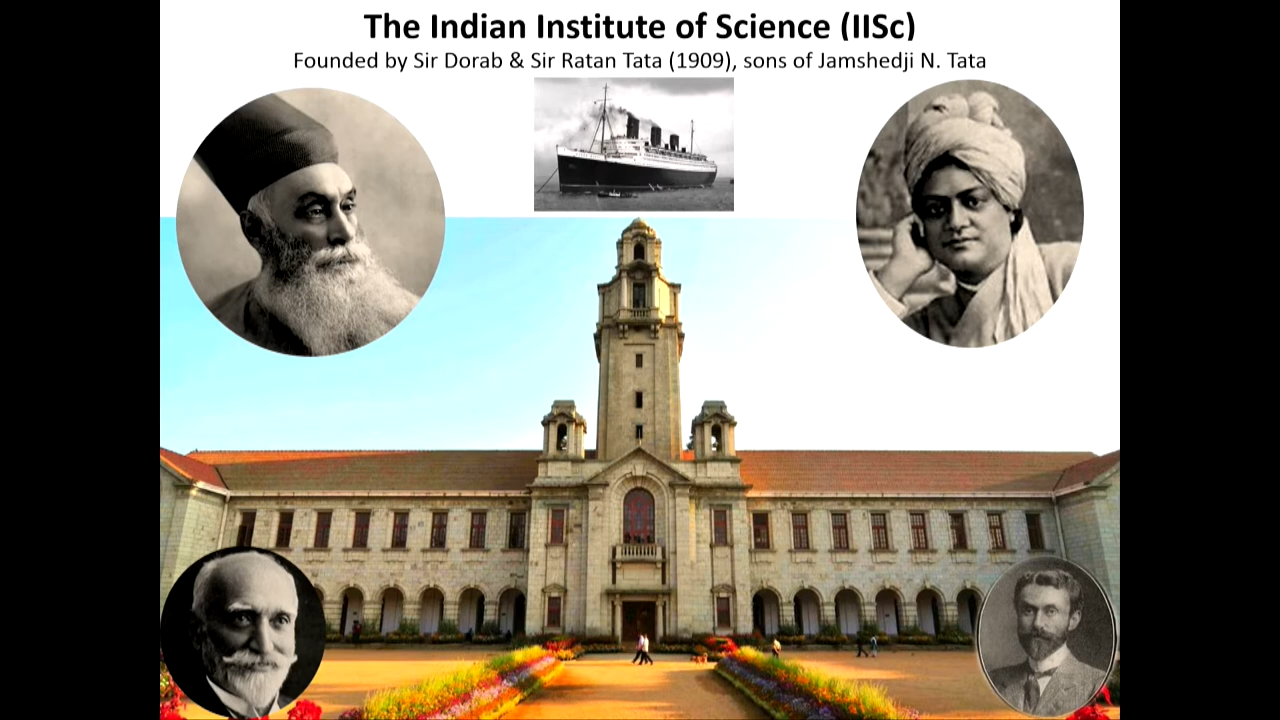 The Indian Institute of Science (IISc)
Founded by Sir Dorab & Sir Ratan Tata (1909), sons of Jamshedji N. Tata